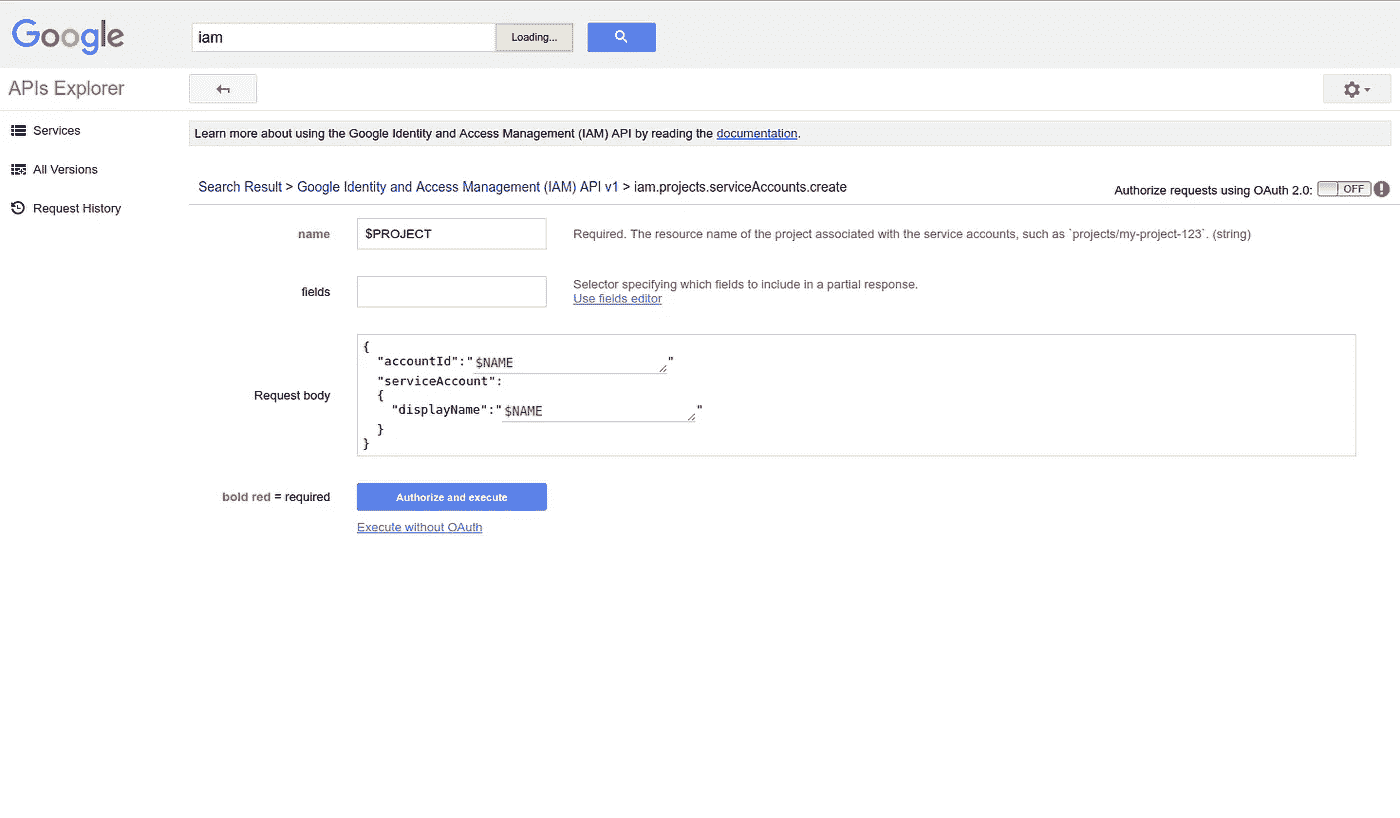 Google
iam
Loading...
APIs Explorer
Services
Learn more about using the Google Identity and Access Management (IAM) API by reading the documentation.
All Versions
Search Result > Google Identity and Access Management (IAM) API v1 > iam.projects.serviceAccounts.create
Authorize requests using OAuth 2.0: OFF
Request History
name $PROJECT Required. The resource name of the project associated with the service accounts, such as `projects/my-project-123`. (string)
fields Selector specifying which fields to include in a partial response.
Use fields editor
Request body
{
"accountId":"$NAME"
"serviceAccount":
{
"displayName":"$NAME"
}
}
bold red = required Authorize and execute
Execute without OAuth